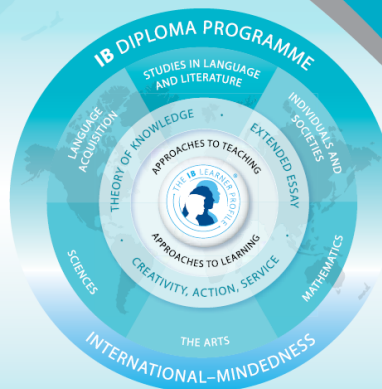 IB DIPLOMA PROGRAMME
STUDIES IN LANGUAGE
AND LITERATURE
LANGUAGE
ACQUISITION
INDIVIDUALS AND
SOCIETIES
THEORY OF KNOWLEDGE
EXTENDED ESSAY
APPROACHES TO TEACHING
THE IB LEARNER PROFILE
APPROACHES TO LEARNING
CREATIVITY, ACTION, SERVICE
SCIENCES
MATHEMATICS
THE ARTS
INTERNATIONAL-MINDEDNESS